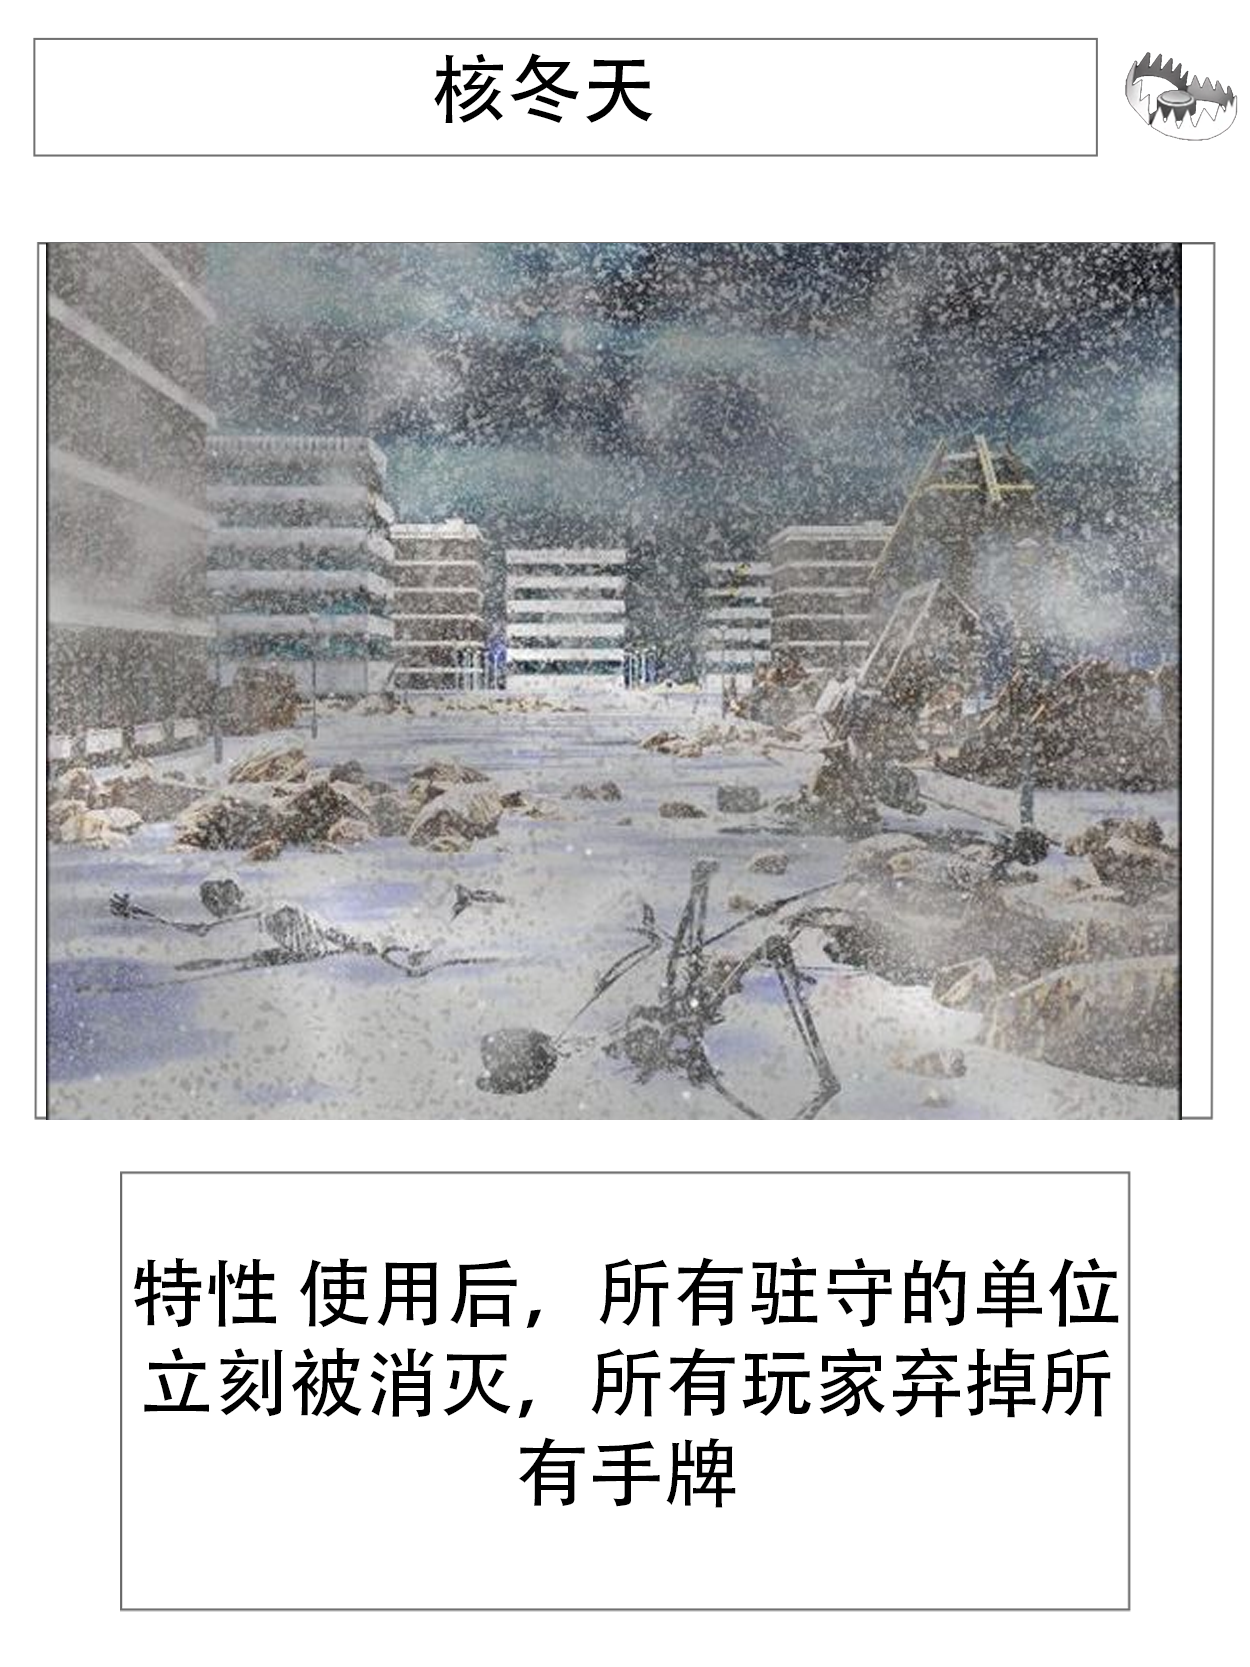 核冬天
特性 使用后，所有驻守的单位
立刻被消灭，所有玩家弃掉所
有手牌